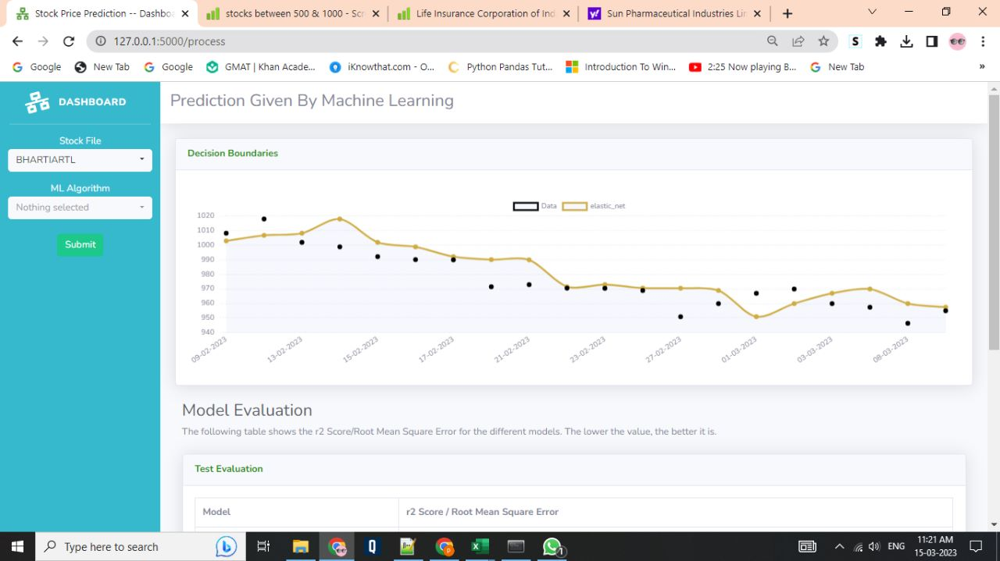 Stock Price Prediction -- Dashboa
stocks between 500 & 1000 - Scr
Life Insurance Corporation of Ind
Sun Pharmaceutical Industries Lin
127.0.0.1:5000/process
Google
New Tab
Google
GMAT | Khan Acade...
iKnowthat.com - O...
Python Pandas Tut...
Introduction To Win...
2:25 Now playing B...
New Tab
»
DASHBOARD
Stock File
BHARTIARTL
ML Algorithm
Nothing selected
Submit
Prediction Given By Machine Learning
Decision Boundaries
Data
elastic_net
1020
1010
1000
990
980
970
960
950
940
09-02-2023
13-02-2023
15-02-2023
17-02-2023
21-02-2023
23-02-2023
27-02-2023
01-03-2023
03-03-2023
08-03-2023
Model Evaluation
The following table shows the r2 Score/Root Mean Square Error for the different models. The lower the value, the better it is.
Test Evaluation
Model
r2 Score / Root Mean Square Error
Type here to search
1
ENG
11:21 AM
15-03-2023